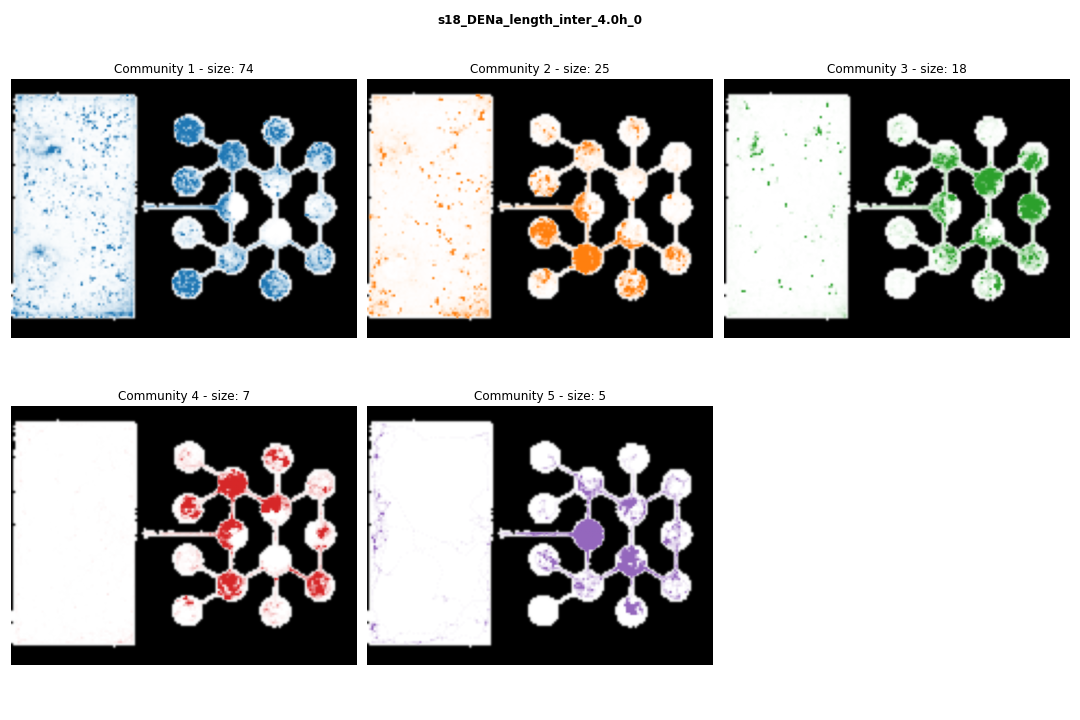 s18_DENa_length_inter_4.0h_0
Community 1 - size: 74
Community 2 - size: 25
Community 3 - size: 18
Community 4 - size: 7
Community 5 - size: 5